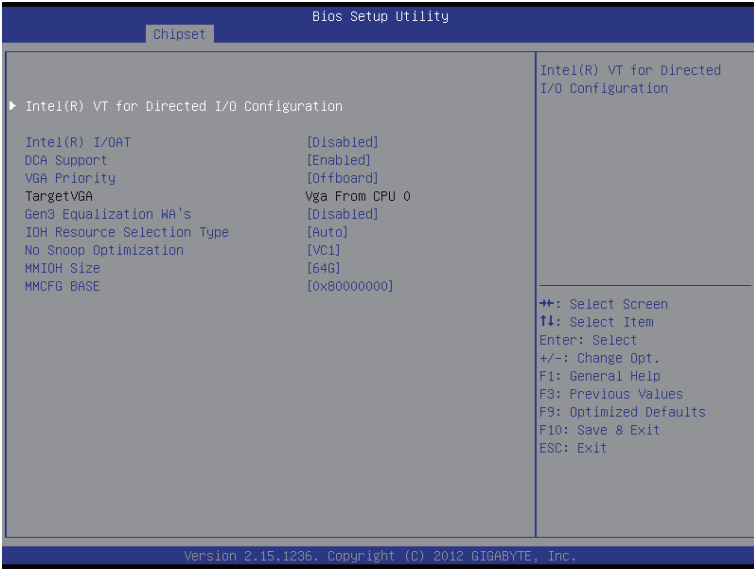 Bios Setup Utility
Chipset
Intel(R) VT for Directed I/O Configuration
Intel(R) I/OAT [Disabled]
DCA Support [Enabled]
VGA Priority [Offboard]
TargetVGA Vga From CPU 0
Gen3 Equalization WA's [Disabled]
IOH Resource Selection Type [Auto]
No Snoop Optimization [VC1]
MMIOH Size [64G]
MMCFG BASE [0x80000000]
Intel(R) VT for Directed
I/O Configuration
→←: Select Screen
↑↓: Select Item
Enter: Select
+/-: Change Opt.
F1: General Help
F3: Previous Values
F9: Optimized Defaults
F10: Save & Exit
ESC: Exit
Version 2.15.1236. Copyright (C) 2012 GIGABYTE, Inc.